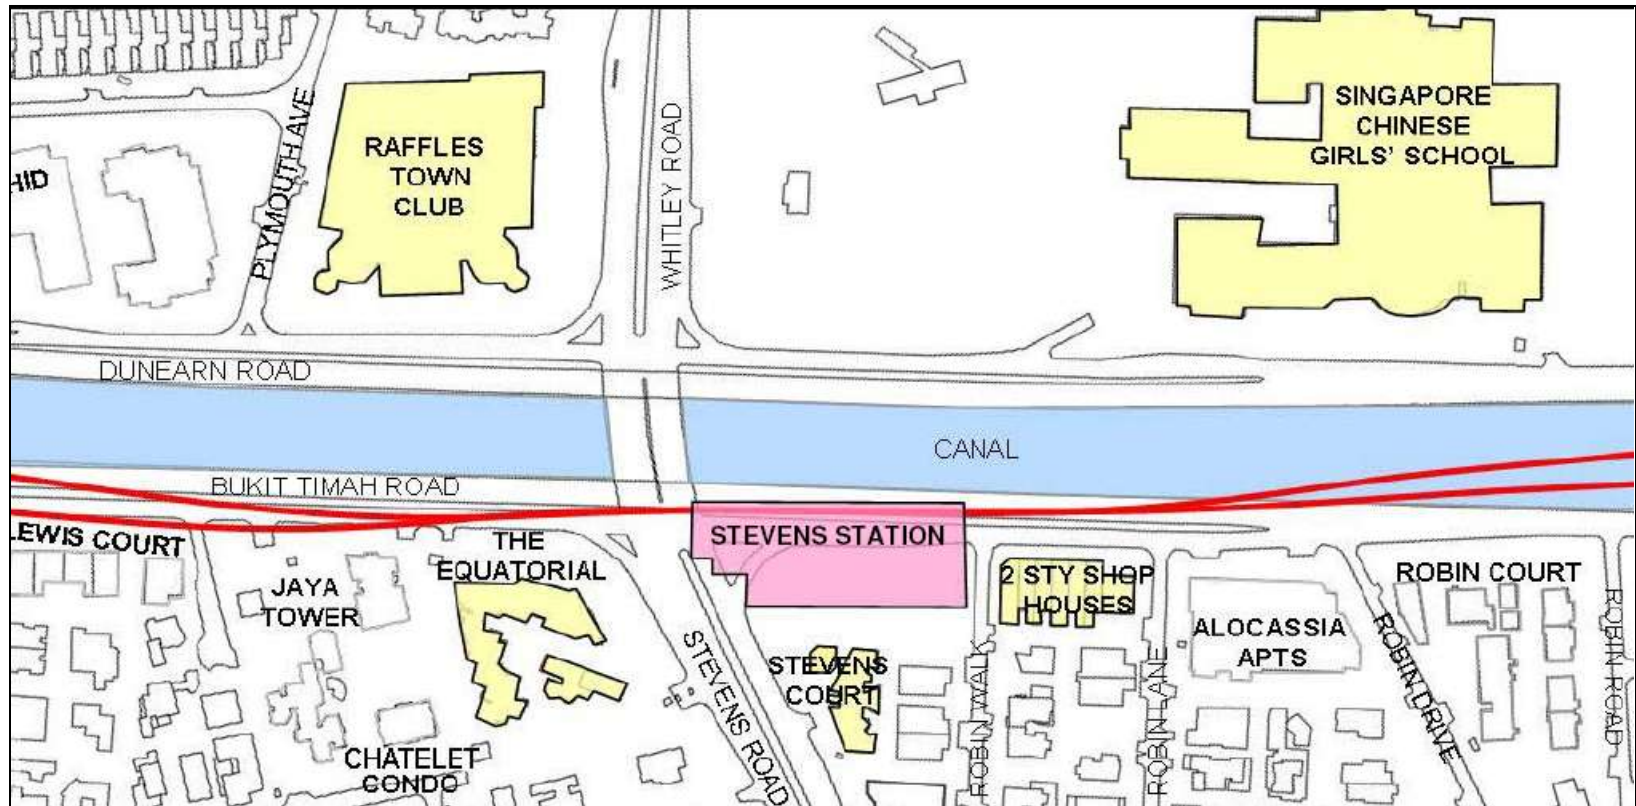 SINGAPORE
CHINESE
GIRLS' SCHOOL
RAFFLES
TOWN
CLUB
PLYMOUTH AVE
WHITLEY ROAD
HID
DUNEARN ROAD
CANAL
BUKIT TIMAH ROAD
STEVENS STATION
LEWIS COURT
THE
EQUATORIAL
JAYA
TOWER
2 STY SHOP
HOUSES
ROBIN COURT
ALOCASSIA
APTS
STEVENS
COURT
STEVENS ROAD
ROBIN WALK
ROBIN LANE
ROBIN DRIVE
ROBIN ROAD
CHATELET
CONDO